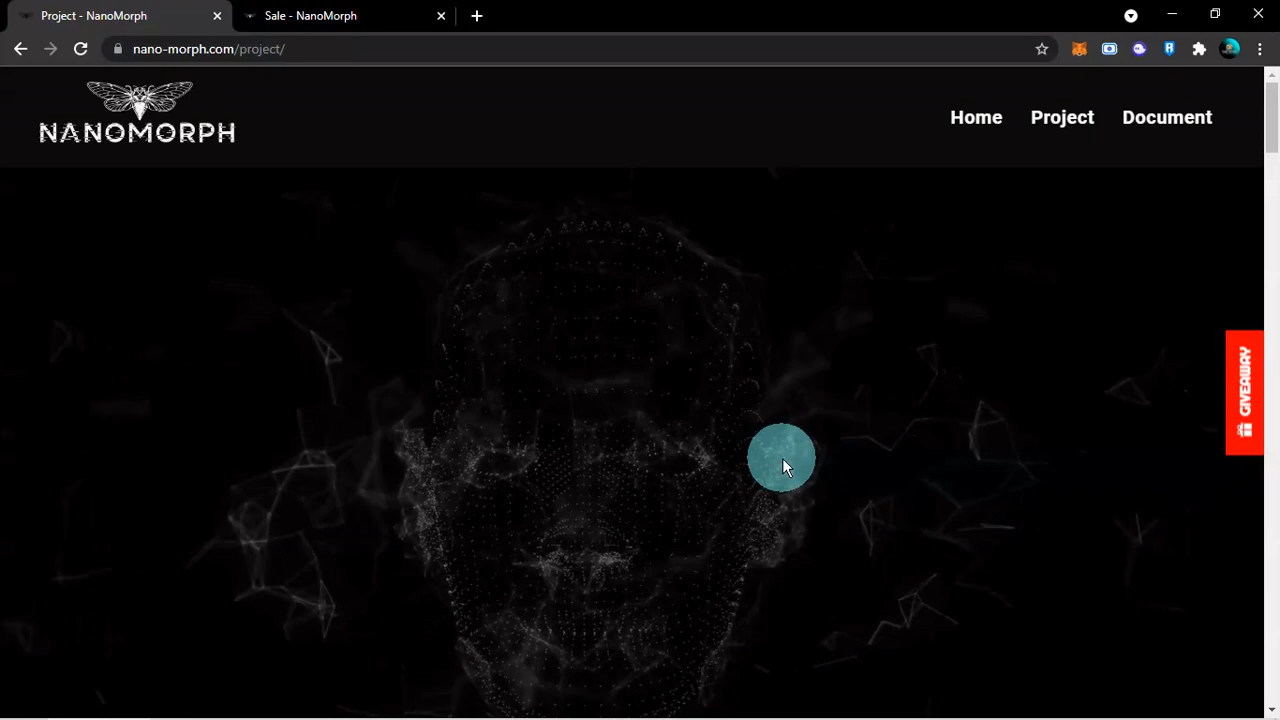 Project - NanoMorph
Sale - NanoMorph
nano-morph.com/project/
NANOMORPH
Home Project Document
GIVEAWAY